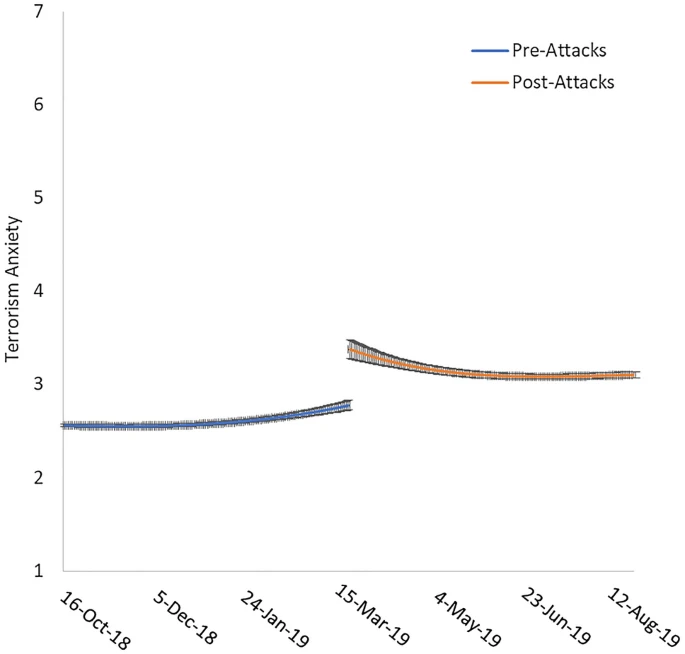 7
Pre-Attacks
Post-Attacks
6
5
Terrorism Anxiety
4
3
2
1
16-Oct-18
5-Dec-18
24-Jan-19
15-Mar-19
4-May-19
23-Jun-19
12-Aug-19